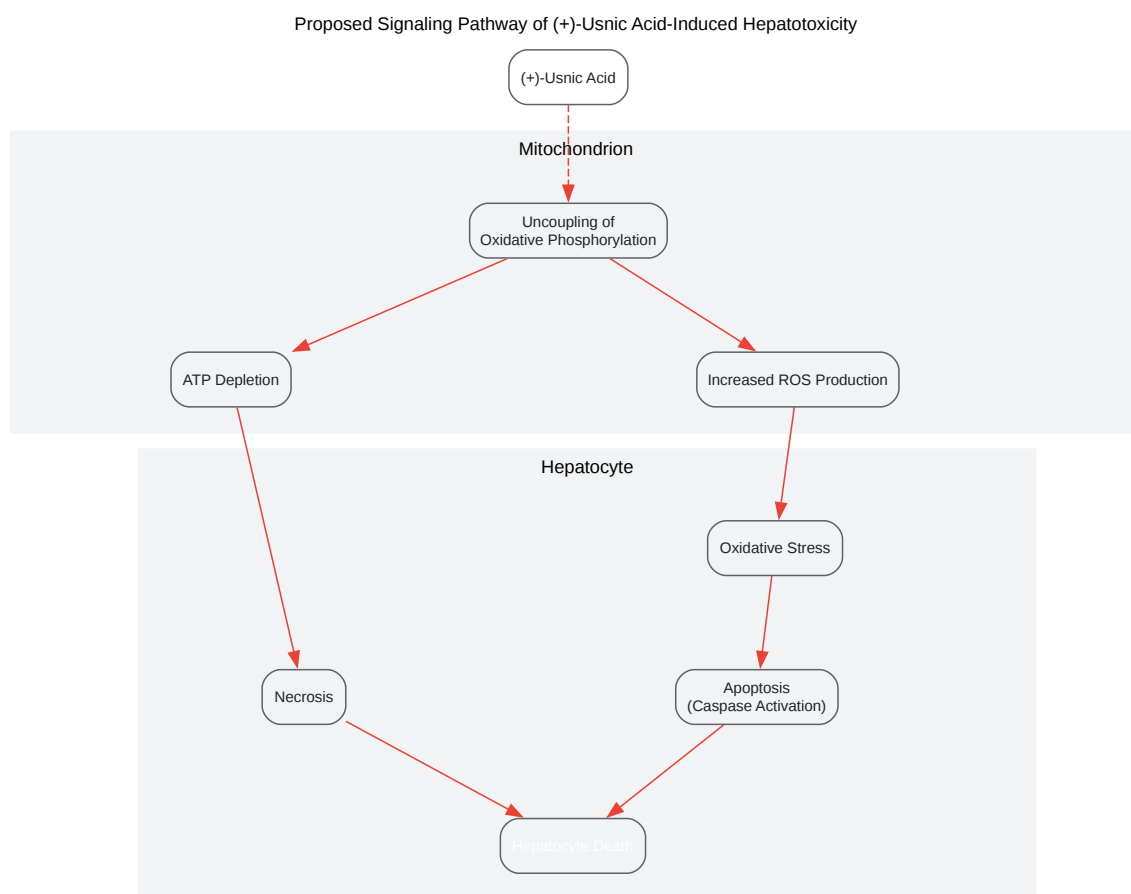 Proposed Signaling Pathway of (+)-Usnic Acid-Induced Hepatotoxicity
(+)-Usnic Acid
Mitochondrion
Uncoupling of
Oxidative Phosphorylation
ATP Depletion
Increased ROS Production
Hepatocyte
Oxidative Stress
Necrosis
Apoptosis
(Caspase Activation)
Hepatocyte Death